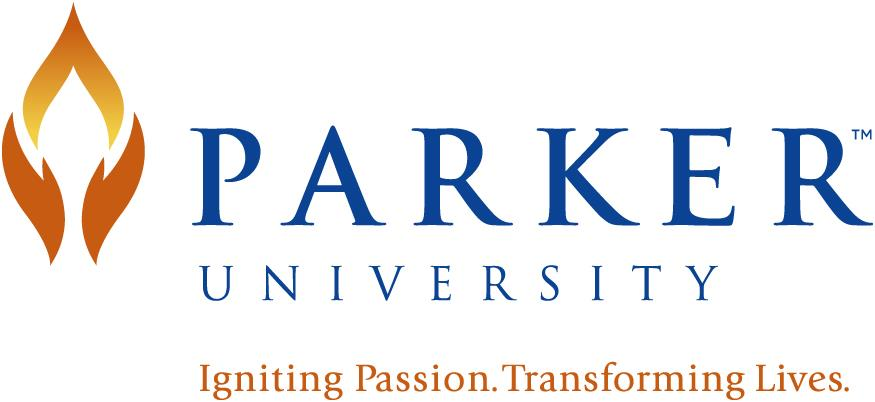 PARKER™
UNIVERSITY
Igniting Passion. Transforming Lives.